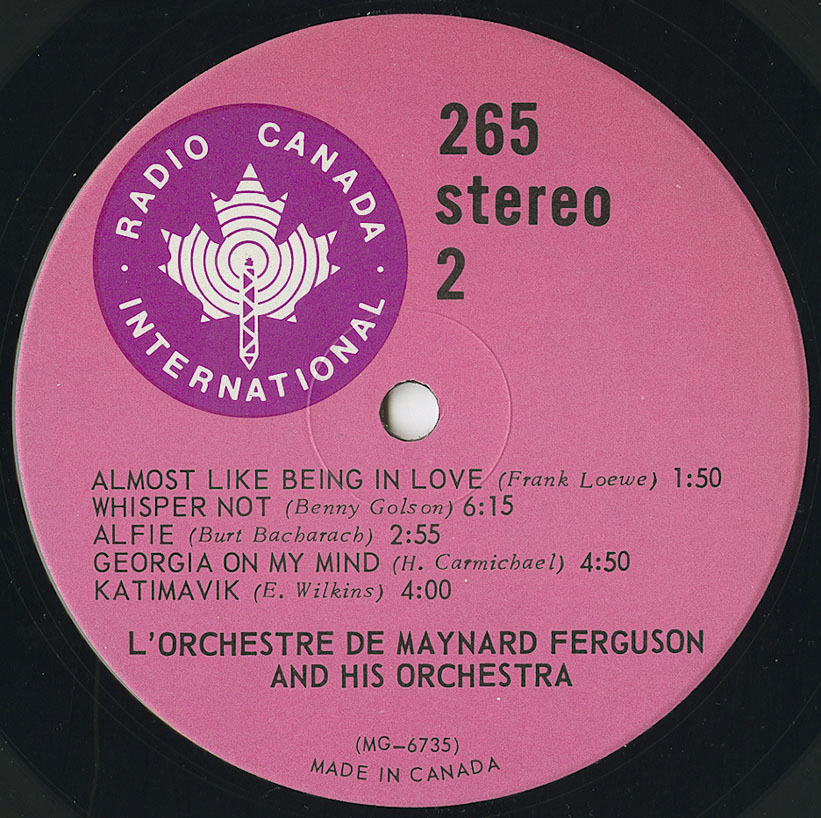 RADIO CANADA
INTERNATIONAL
265
stereo
2
ALMOST LIKE BEING IN LOVE (Frank Loewe) 1:50
WHISPER NOT (Benny Golson) 6:15
ALFIE (Burt Bacharach) 2:55
GEORGIA ON MY MIND (H. Carmichael) 4:50
KATIMAVIK (E. Wilkins) 4:00
L'ORCHESTRE DE MAYNARD FERGUSON
AND HIS ORCHESTRA
(MG-6735)
MADE IN CANADA